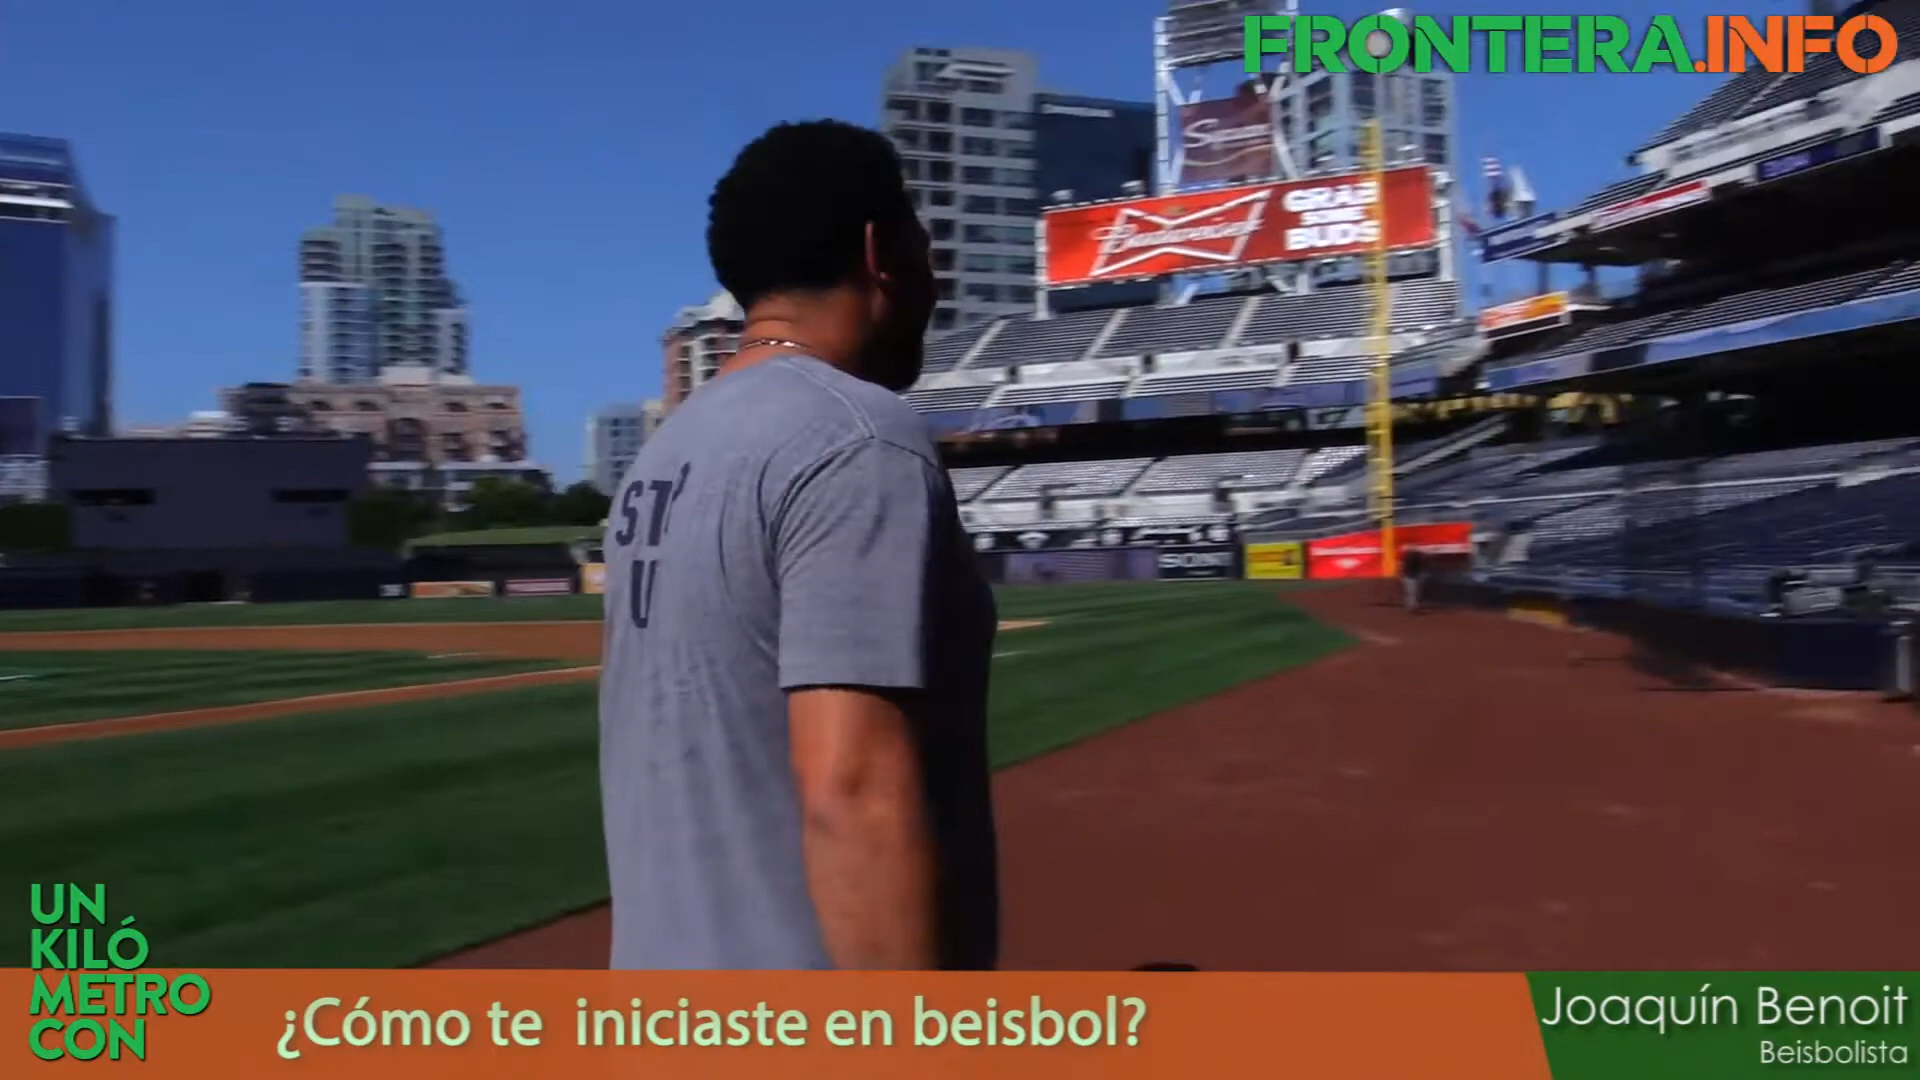 FRONTERA.INFO
Budweiser
GRAB
SOME
BUDS
ST
U
SONY
UN
KILÓ
METRO
CON
¿Cómo te iniciaste en beisbol?
Joaquín Benoit
Beisbolista